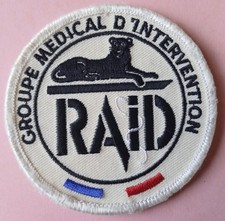 GROUPE MEDICAL D'INTERVENTION
RAiD